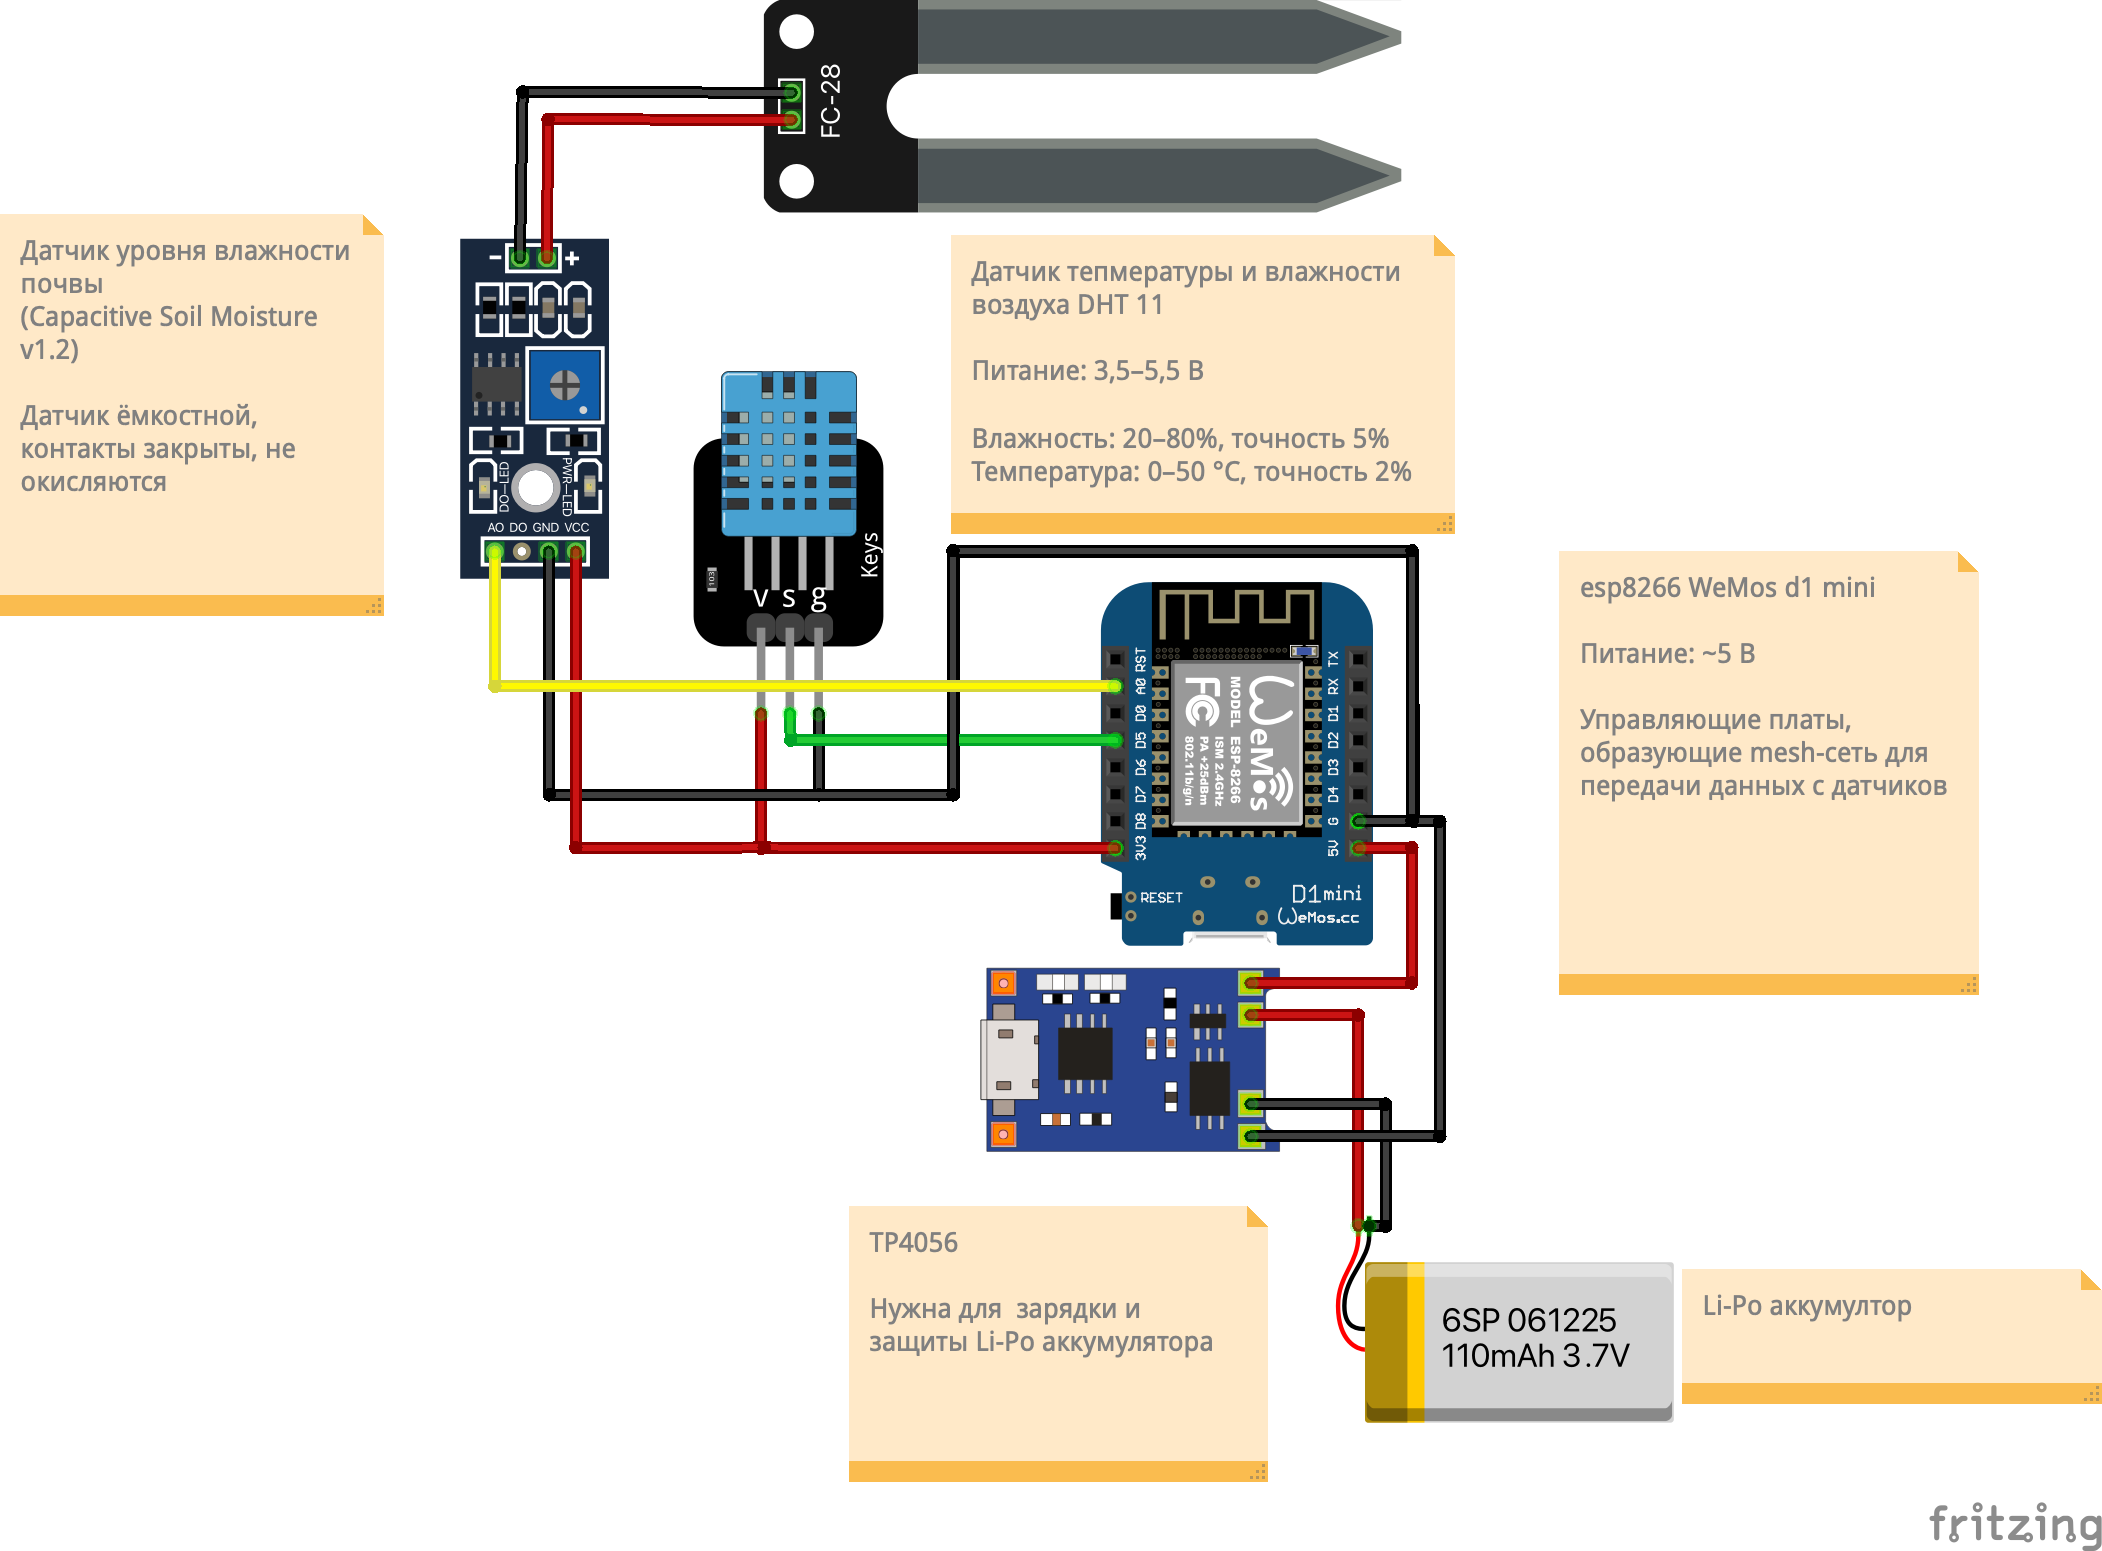 FC-28
Датчик уровня влажности
почвы
(Capacitive Soil Moisture
v1.2)
Датчик ёмкостной,
контакты закрыты, не
окисляются
- +
DO-LED
PWR-LED
AO DO GND VCC
Датчик тепмературы и влажности
воздуха DHT 11
Питание: 3,5–5,5 В
Влажность: 20–80%, точность 5%
Температура: 0–50 °C, точность 2%
103
Keys
v s g
esp8266 WeMos d1 mini
Питание: ~5 В
Управляющие платы,
образующие mesh-сеть для
передачи данных с датчиков
RST
A0
D0
D5
D6
D7
D8
3V3
TX
RX
D1
D2
D3
D4
G
5V
WeMos
MODEL ESP-8266
ISM 2.4GHz
PA +25dBm
802.11b/g/n
FC
RESET
D1mini
WeMos.cc
TP4056
Нужна для  зарядки и
защиты Li-Po аккумулятора
6SP 061225
110mAh 3.7V
Li-Po аккумултор
fritzing